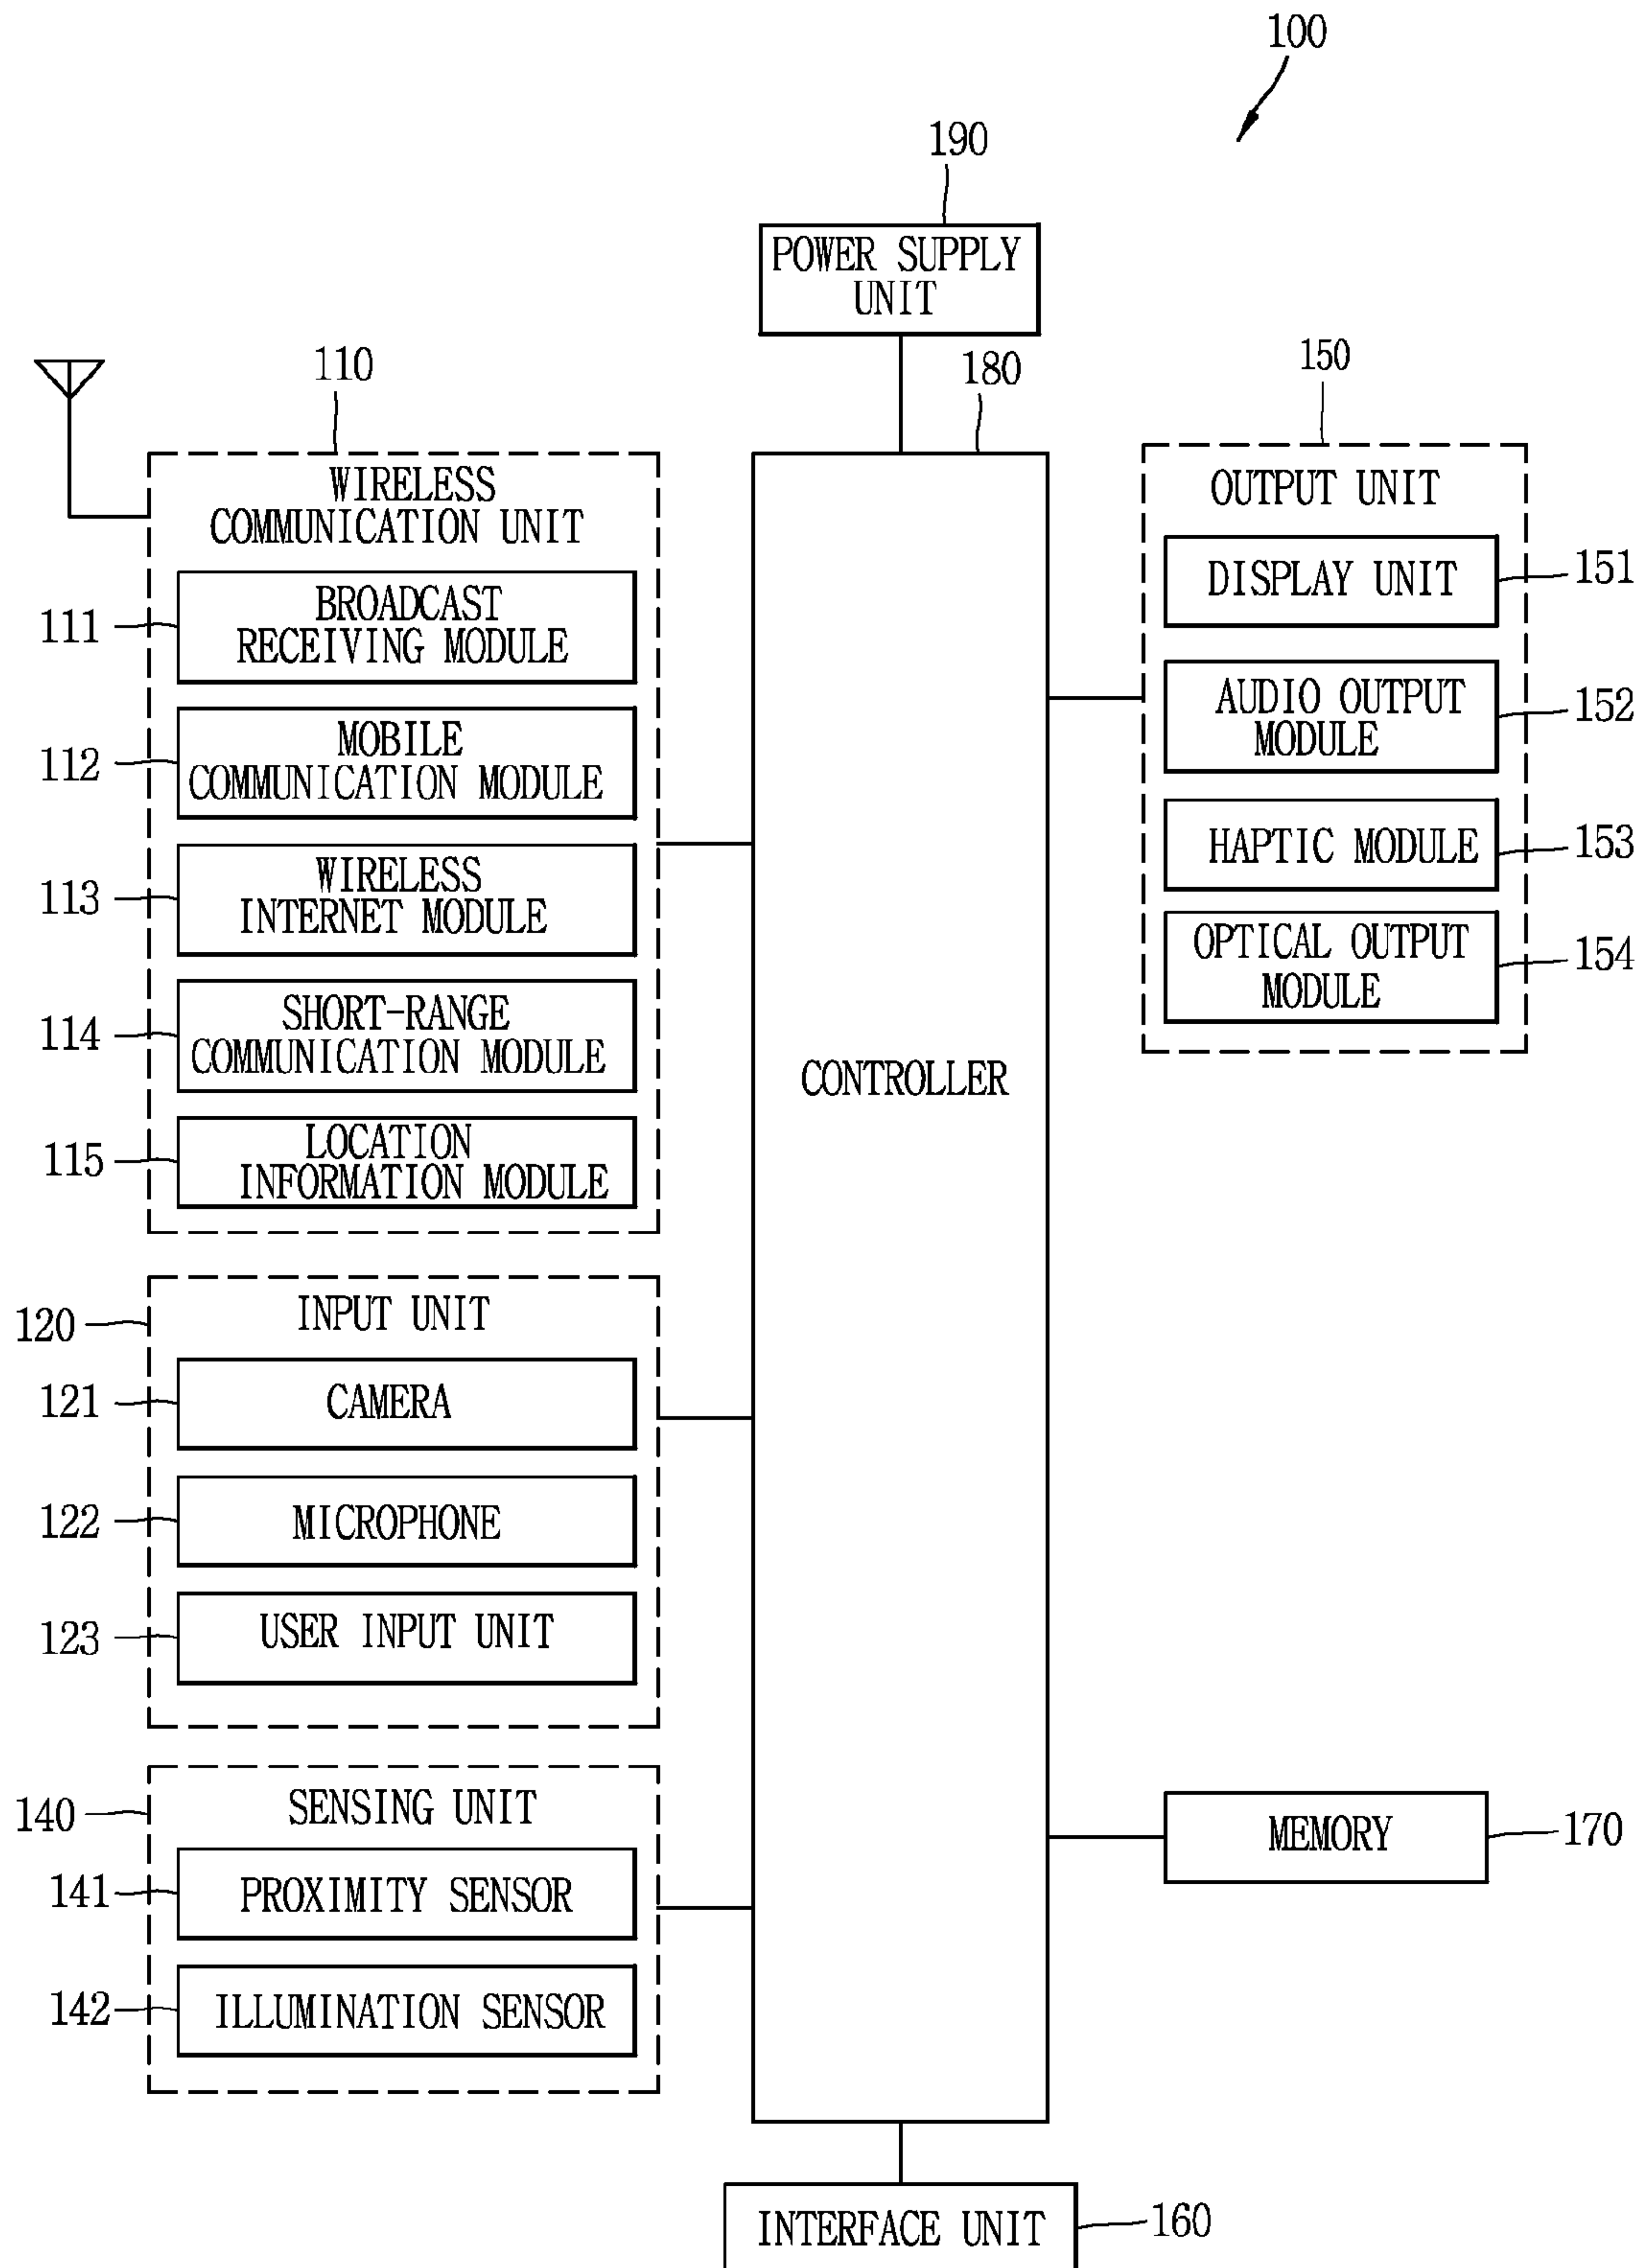 100
190
POWER SUPPLY
UNIT
110
180
150
WIRELESS
COMMUNICATION UNIT
111
BROADCAST
RECEIVING MODULE
112
MOBILE
COMMUNICATION MODULE
113
WIRELESS
INTERNET MODULE
114
SHORT-RANGE
COMMUNICATION MODULE
115
LOCATION
INFORMATION MODULE
120
INPUT UNIT
121
CAMERA
122
MICROPHONE
123
USER INPUT UNIT
140
SENSING UNIT
141
PROXIMITY SENSOR
142
ILLUMINATION SENSOR
CONTROLLER
OUTPUT UNIT
DISPLAY UNIT
151
AUDIO OUTPUT
MODULE
152
HAPTIC MODULE
153
OPTICAL OUTPUT
MODULE
154
MEMORY
170
INTERFACE UNIT
160